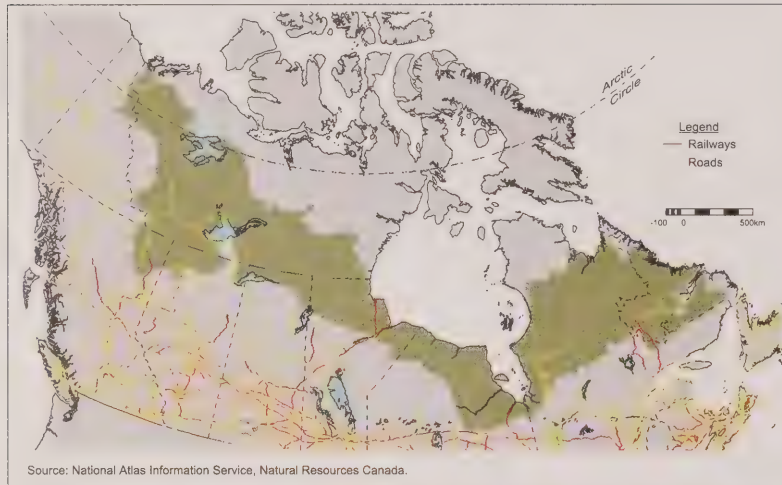 Arctic
Circle
Legend
Railways
Roads
-100 0 500km
Source: National Atlas Information Service, Natural Resources Canada.